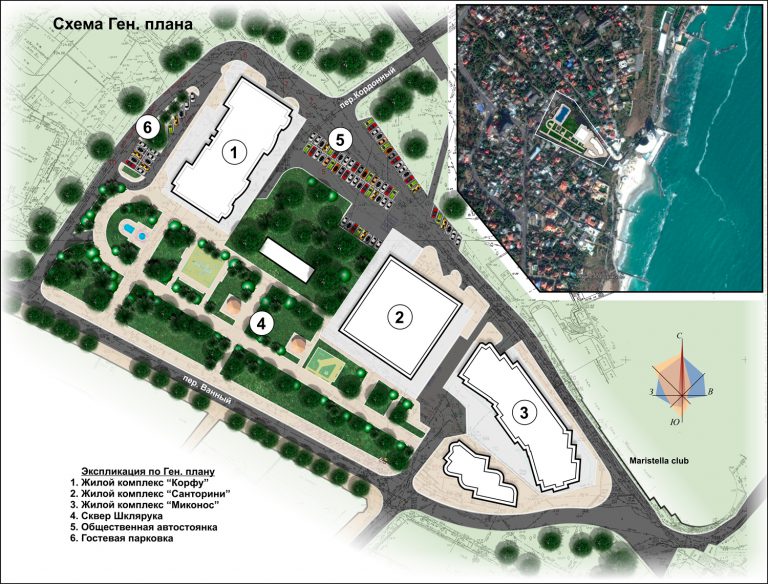 Схема Ген. плана
пер.Кордонный
6
1
5
4
2
3
пер. Ванный
С
З
В
Ю
Maristella club
Экспликация по Ген. плану
1. Жилой комплекс “Корфу”
2. Жилой комплекс “Санторини”
3. Жилой комплекс “Миконос”
4. Сквер Шклярука
5. Общественная автостоянка
6. Гостевая парковка